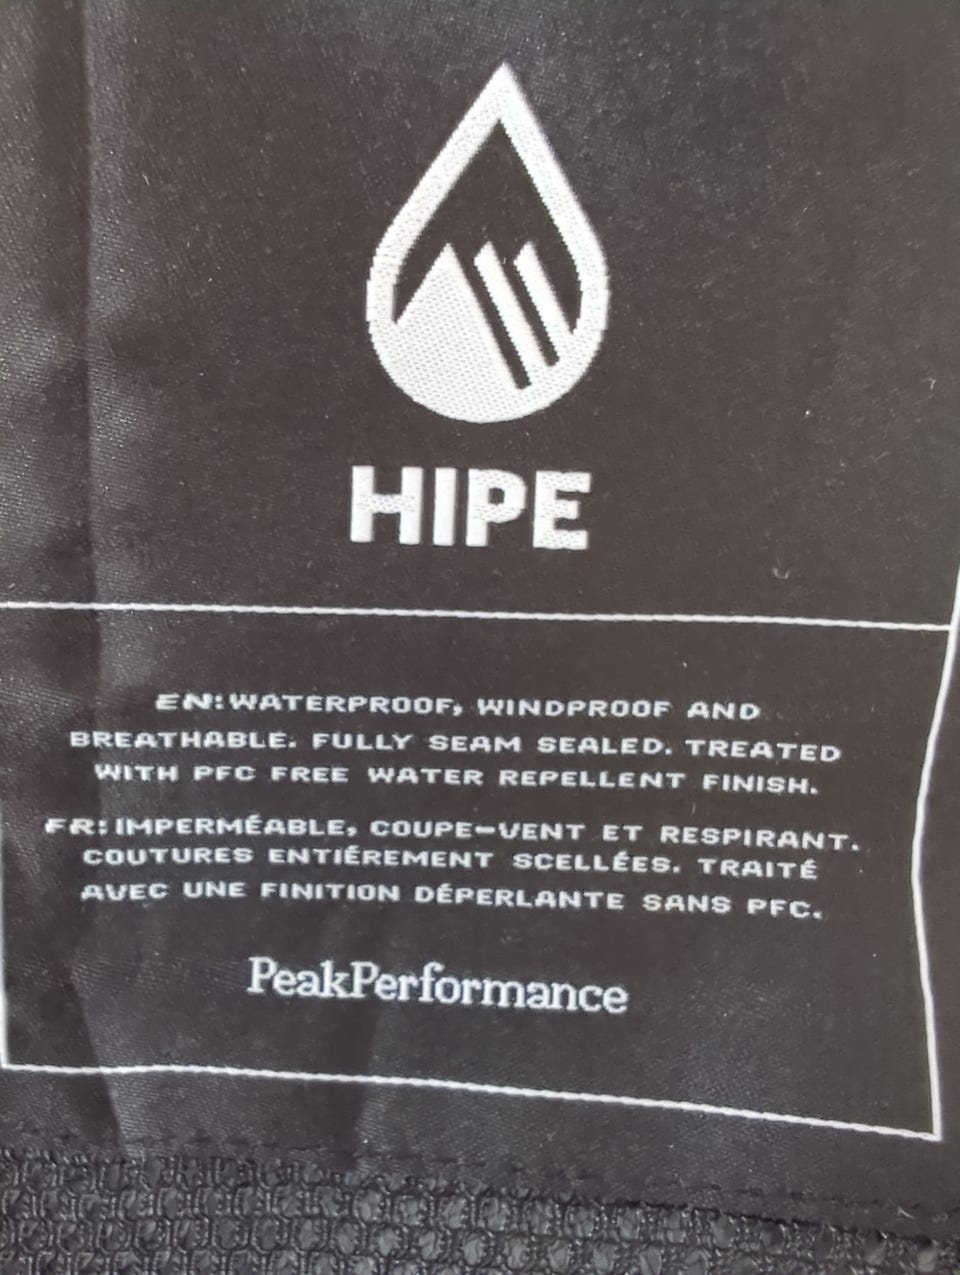 HIPE
EN:WATERPROOF, WINDPROOF AND
BREATHABLE. FULLY SEAM SEALED. TREATED
WITH PFC FREE WATER REPELLENT FINISH.
FR:IMPERMÉABLE, COUPE-VENT ET RESPIRANT.
COUTURES ENTIÉREMENT SCELLÉES. TRAITÉ
AVEC UNE FINITION DÉPERLANTE SANS PFC.
PeakPerformance